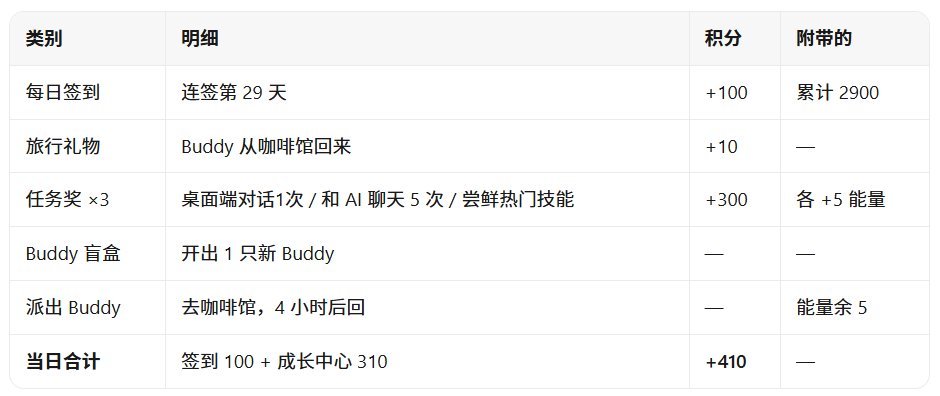 类别 明细 积分 附带的
每日签到 连签第 29 天 +100 累计 2900
旅行礼物 Buddy 从咖啡馆回来 +10 —
任务奖 ×3 桌面端对话1次 / 和 AI 聊天 5 次 / 尝鲜热门技能 +300 各 +5 能量
Buddy 盲盒 开出 1 只新 Buddy — —
派出 Buddy 去咖啡馆，4 小时后回 — 能量余 5
当日合计 签到 100 + 成长中心 310 +410 —